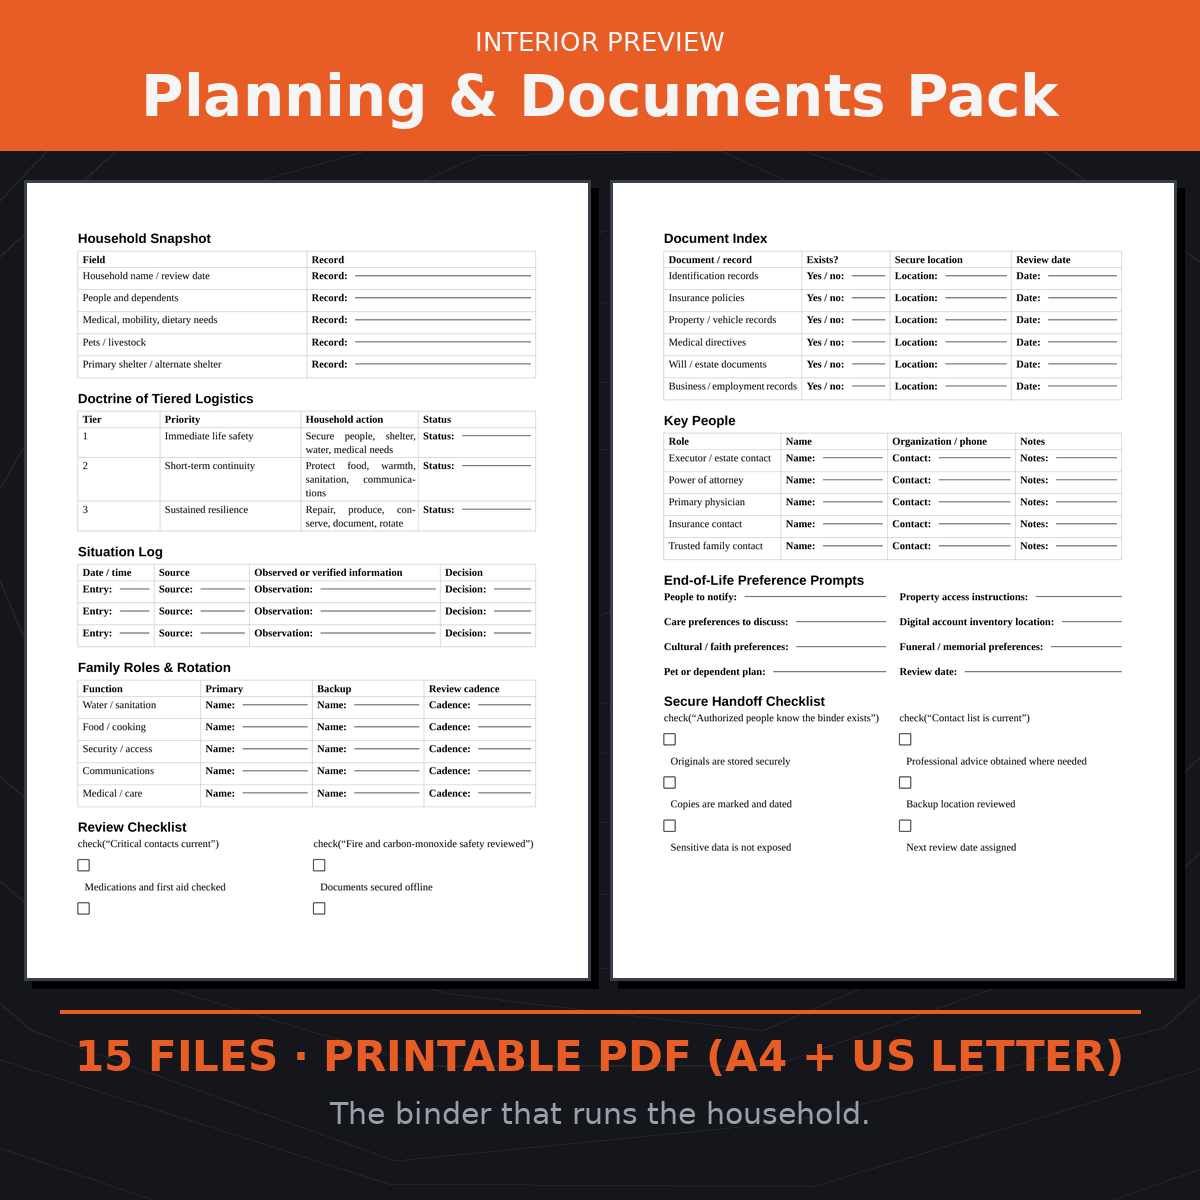 INTERIOR PREVIEW
Planning & Documents Pack
Household Snapshot
Field Record
Household name / review date Record:
People and dependents Record:
Medical, mobility, dietary needs Record:
Pets / livestock Record:
Primary shelter / alternate shelter Record:
Doctrine of Tiered Logistics
Tier Priority Household action Status
1 Immediate life safety Secure people, shelter, Status:
water, medical needs
2 Short-term continuity Protect food, warmth, Status:
sanitation, communica-
tions
3 Sustained resilience Repair, produce, con- Status:
serve, document, rotate
Situation Log
Date / time Source Observed or verified information Decision
Entry: Source: Observation: Decision:
Entry: Source: Observation: Decision:
Entry: Source: Observation: Decision:
Family Roles & Rotation
Function Primary Backup Review cadence
Water / sanitation Name: Name: Cadence:
Food / cooking Name: Name: Cadence:
Security / access Name: Name: Cadence:
Communications Name: Name: Cadence:
Medical / care Name: Name: Cadence:
Review Checklist
check(“Critical contacts current”) check(“Fire and carbon-monoxide safety reviewed”)
Medications and first aid checked Documents secured offline
Document Index
Document / record Exists? Secure location Review date
Identification records Yes / no: Location: Date:
Insurance policies Yes / no: Location: Date:
Property / vehicle records Yes / no: Location: Date:
Medical directives Yes / no: Location: Date:
Will / estate documents Yes / no: Location: Date:
Business / employment records Yes / no: Location: Date:
Key People
Role Name Organization / phone Notes
Executor / estate contact Name: Contact: Notes:
Power of attorney Name: Contact: Notes:
Primary physician Name: Contact: Notes:
Insurance contact Name: Contact: Notes:
Trusted family contact Name: Contact: Notes:
End-of-Life Preference Prompts
People to notify: Property access instructions:
Care preferences to discuss: Digital account inventory location:
Cultural / faith preferences: Funeral / memorial preferences:
Pet or dependent plan: Review date:
Secure Handoff Checklist
check(“Authorized people know the binder exists”) check(“Contact list is current”)
Originals are stored securely Professional advice obtained where needed
Copies are marked and dated Backup location reviewed
Sensitive data is not exposed Next review date assigned
15 FILES · PRINTABLE PDF (A4 + US LETTER)
The binder that runs the household.